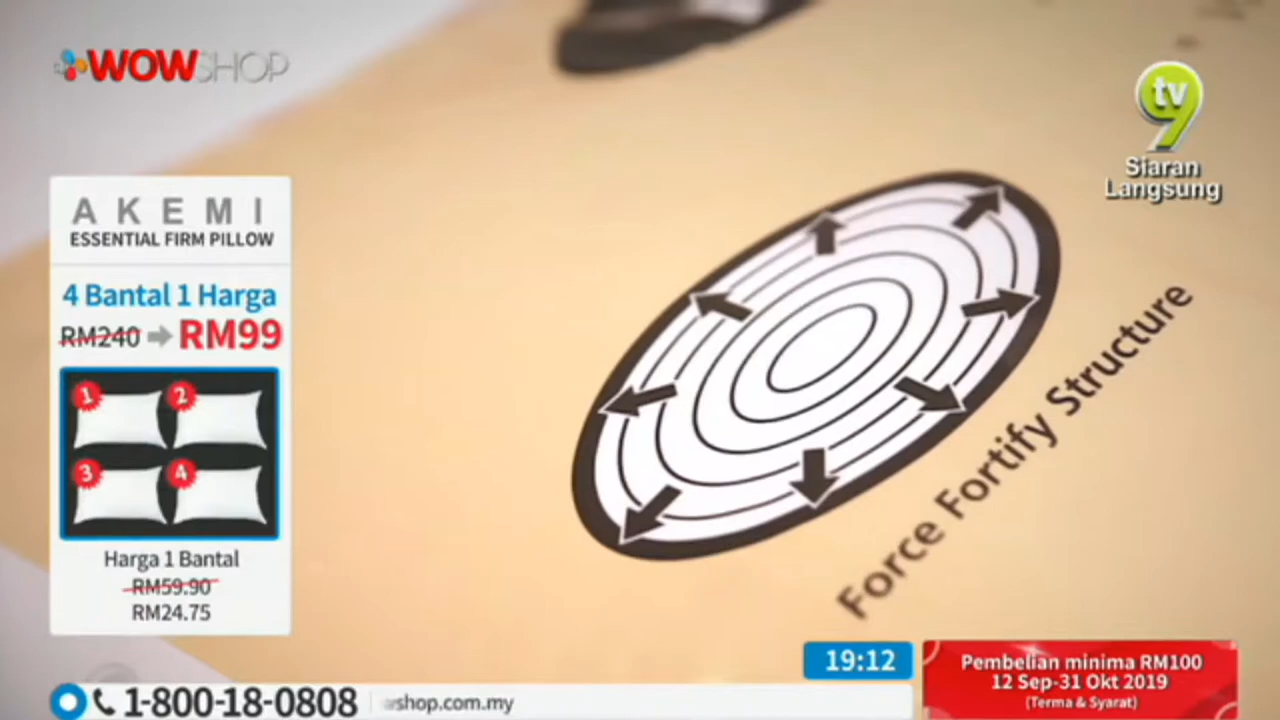 WOWSHOP
tv9
Siaran
Langsung
AKEMI
ESSENTIAL FIRM PILLOW
4 Bantal 1 Harga
RM240 RM99
1 2
3 4
Harga 1 Bantal
RM59.90
RM24.75
Force Fortify Structure
19:12
Pembelian minima RM100
12 Sep-31 Okt 2019
(Terma & Syarat)
1-800-18-0808
shop.com.my